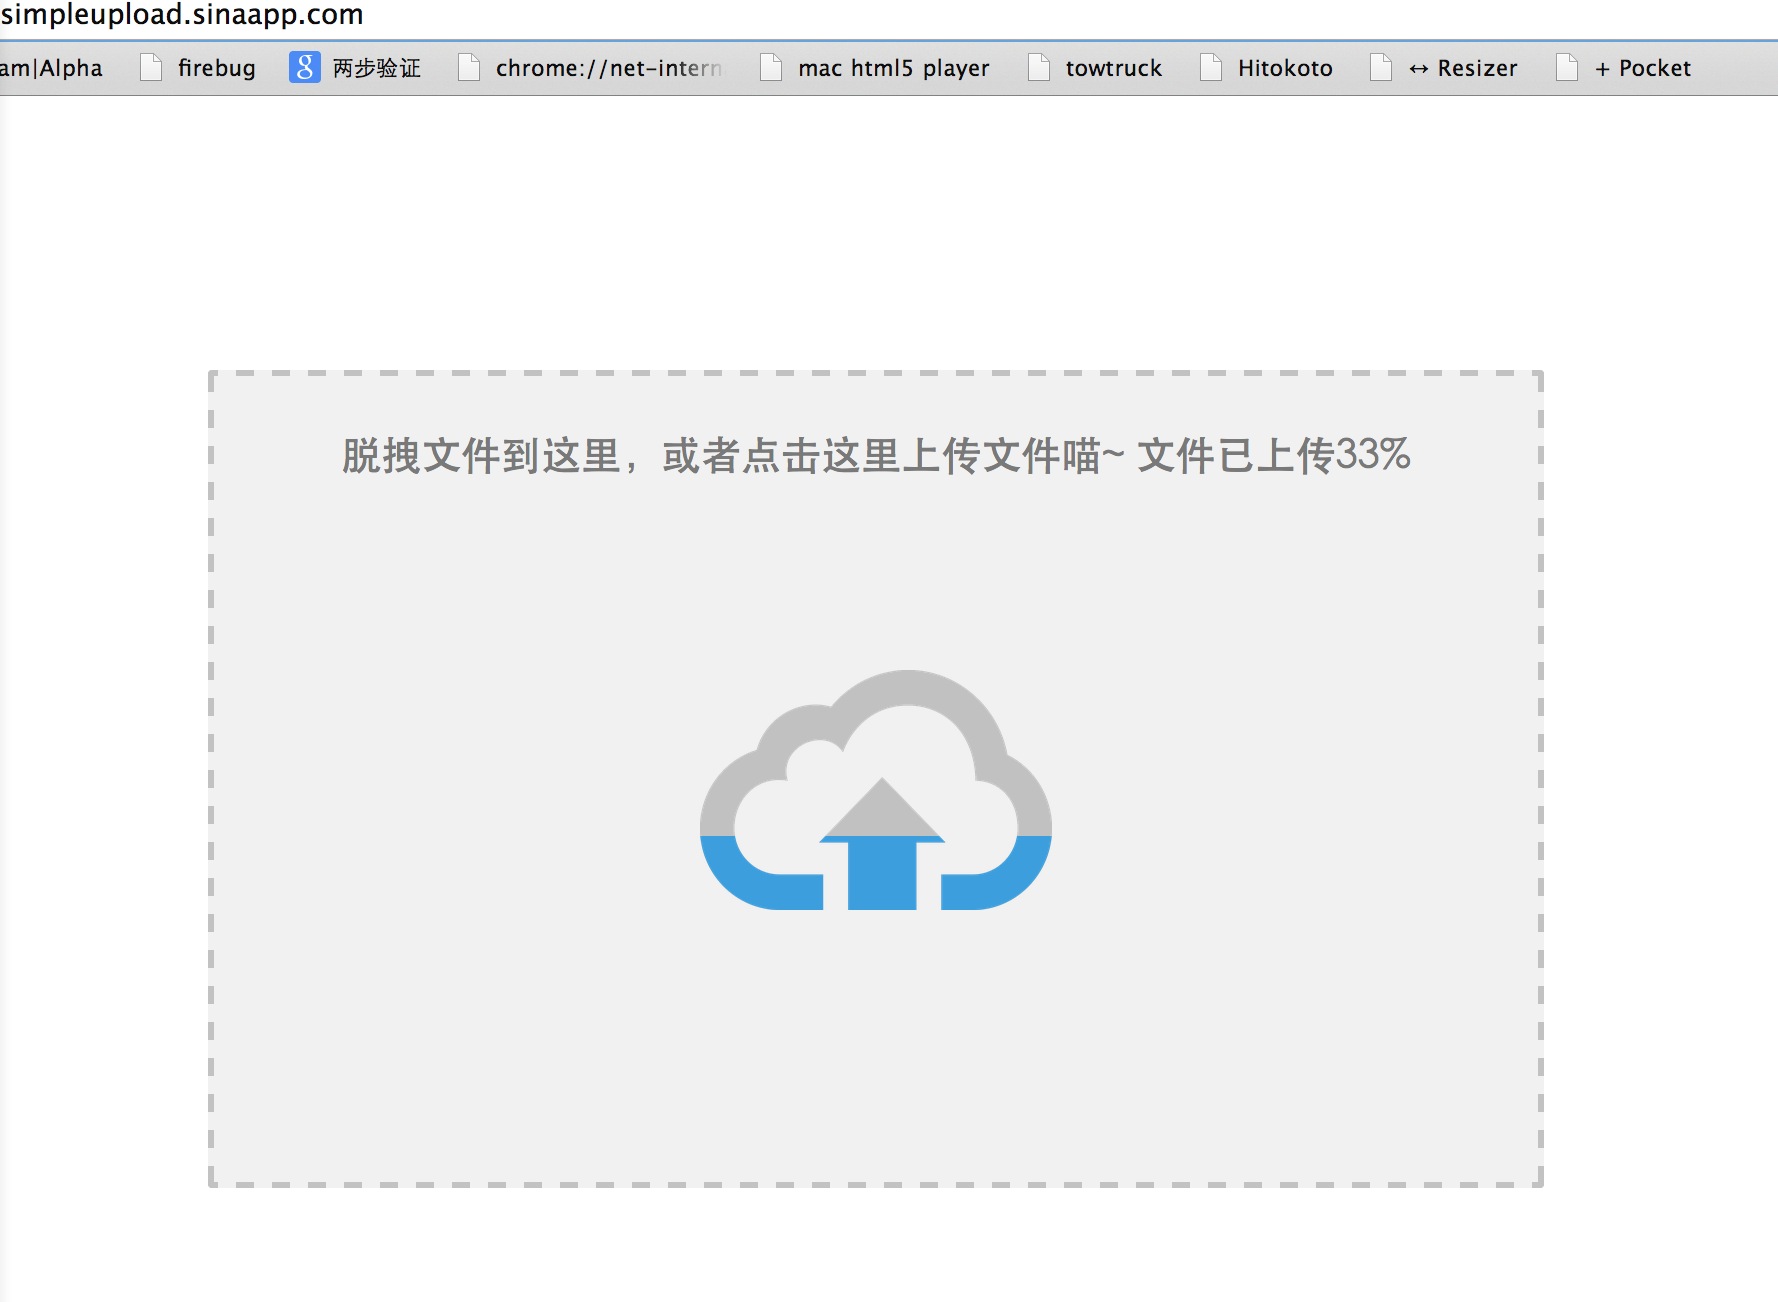 simpleupload.sinaapp.com
am|Alpha firebug 两步验证 chrome://net-intern mac html5 player towtruck Hitokoto ↔ Resizer + Pocket
脱拽文件到这里，或者点击这里上传文件喵~ 文件已上传33%